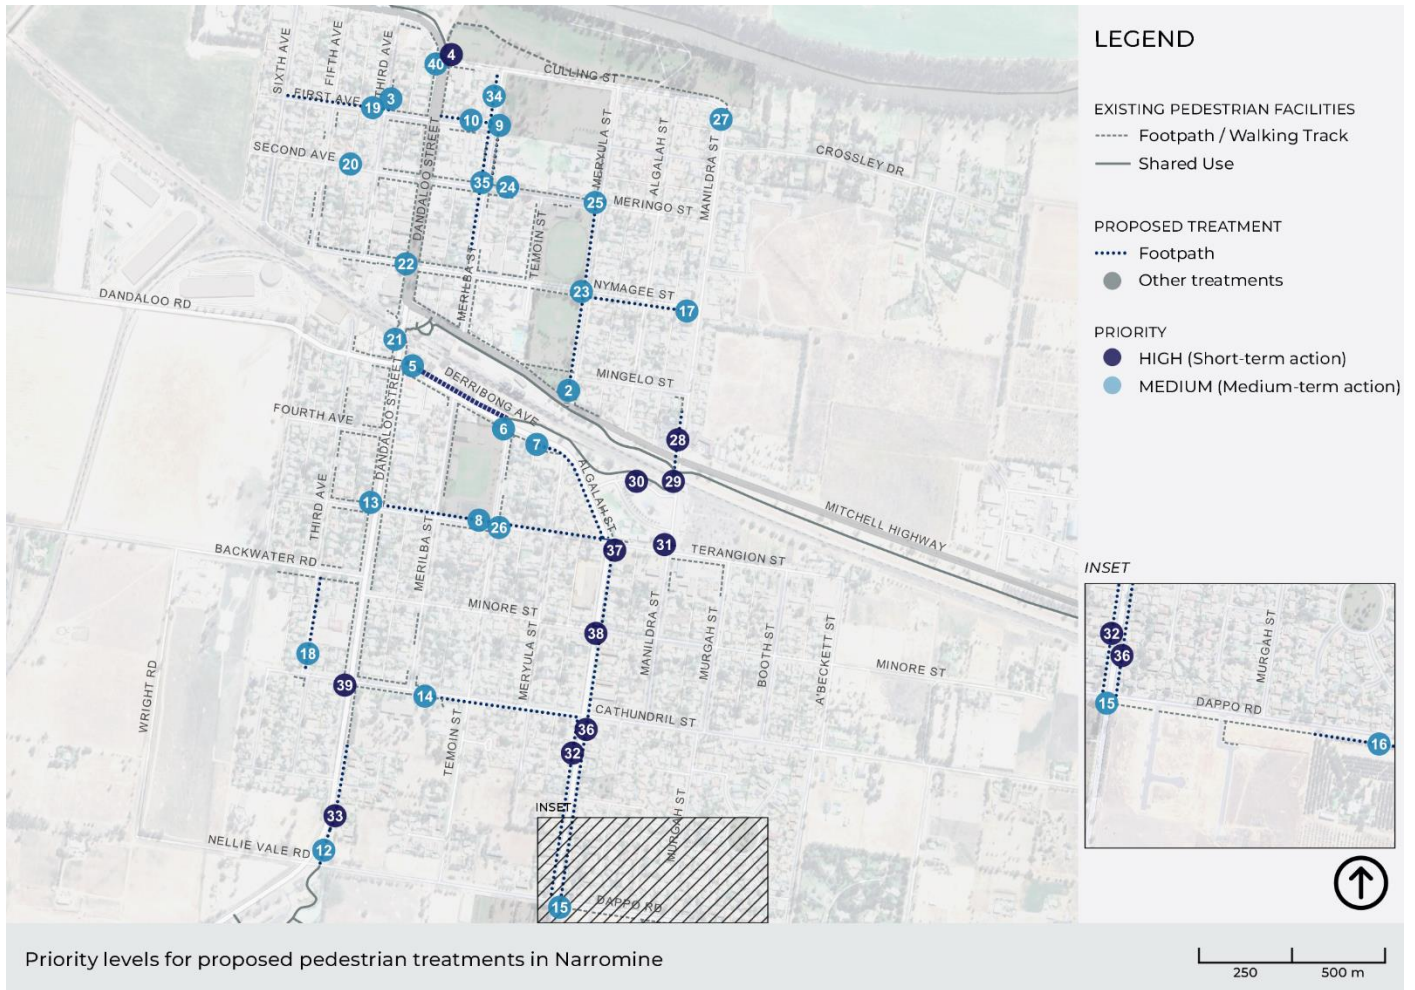 LEGEND
EXISTING PEDESTRIAN FACILITIES
Footpath / Walking Track
Shared Use
PROPOSED TREATMENT
Footpath
Other treatments
PRIORITY
HIGH (Short-term action)
MEDIUM (Medium-term action)
SIXTH AVE
FIFTH AVE
THIRD AVE
4
40
CULLING ST
FIRST AVE
3
19
34
10
9
27
SECOND AVE
20
DANDALOO STREET
MERYULA ST
ALGALAH ST
MANILDRA ST
CROSSLEY DR
35
24
25
MERINGO ST
TEMOIN ST
MERILBA ST
22
23
NYMAGEE ST
17
DANDALOO RD
21
5
DERRIBONG AVE
MINGELO ST
2
FOURTH AVE
DANDALOO STREET
6
7
28
ALGALAH ST
30
29
THIRD AVE
13
8
26
MITCHELL HIGHWAY
MERILBA ST
37
31
TERANGION ST
BACKWATER RD
MINORE ST
38
MANILDRA ST
MURGAH ST
BOOTH ST
A'BECKETT ST
MINORE ST
18
MERYULA ST
WRIGHT RD
39
14
TEMOIN ST
CATHUNDRIL ST
36
32
33
INSET
MURGAH ST
NELLIE VALE RD
12
15
DAPPO RD
INSET
32
36
MURGAH ST
15
DAPPO RD
16
Priority levels for proposed pedestrian treatments in Narromine
250
500 m